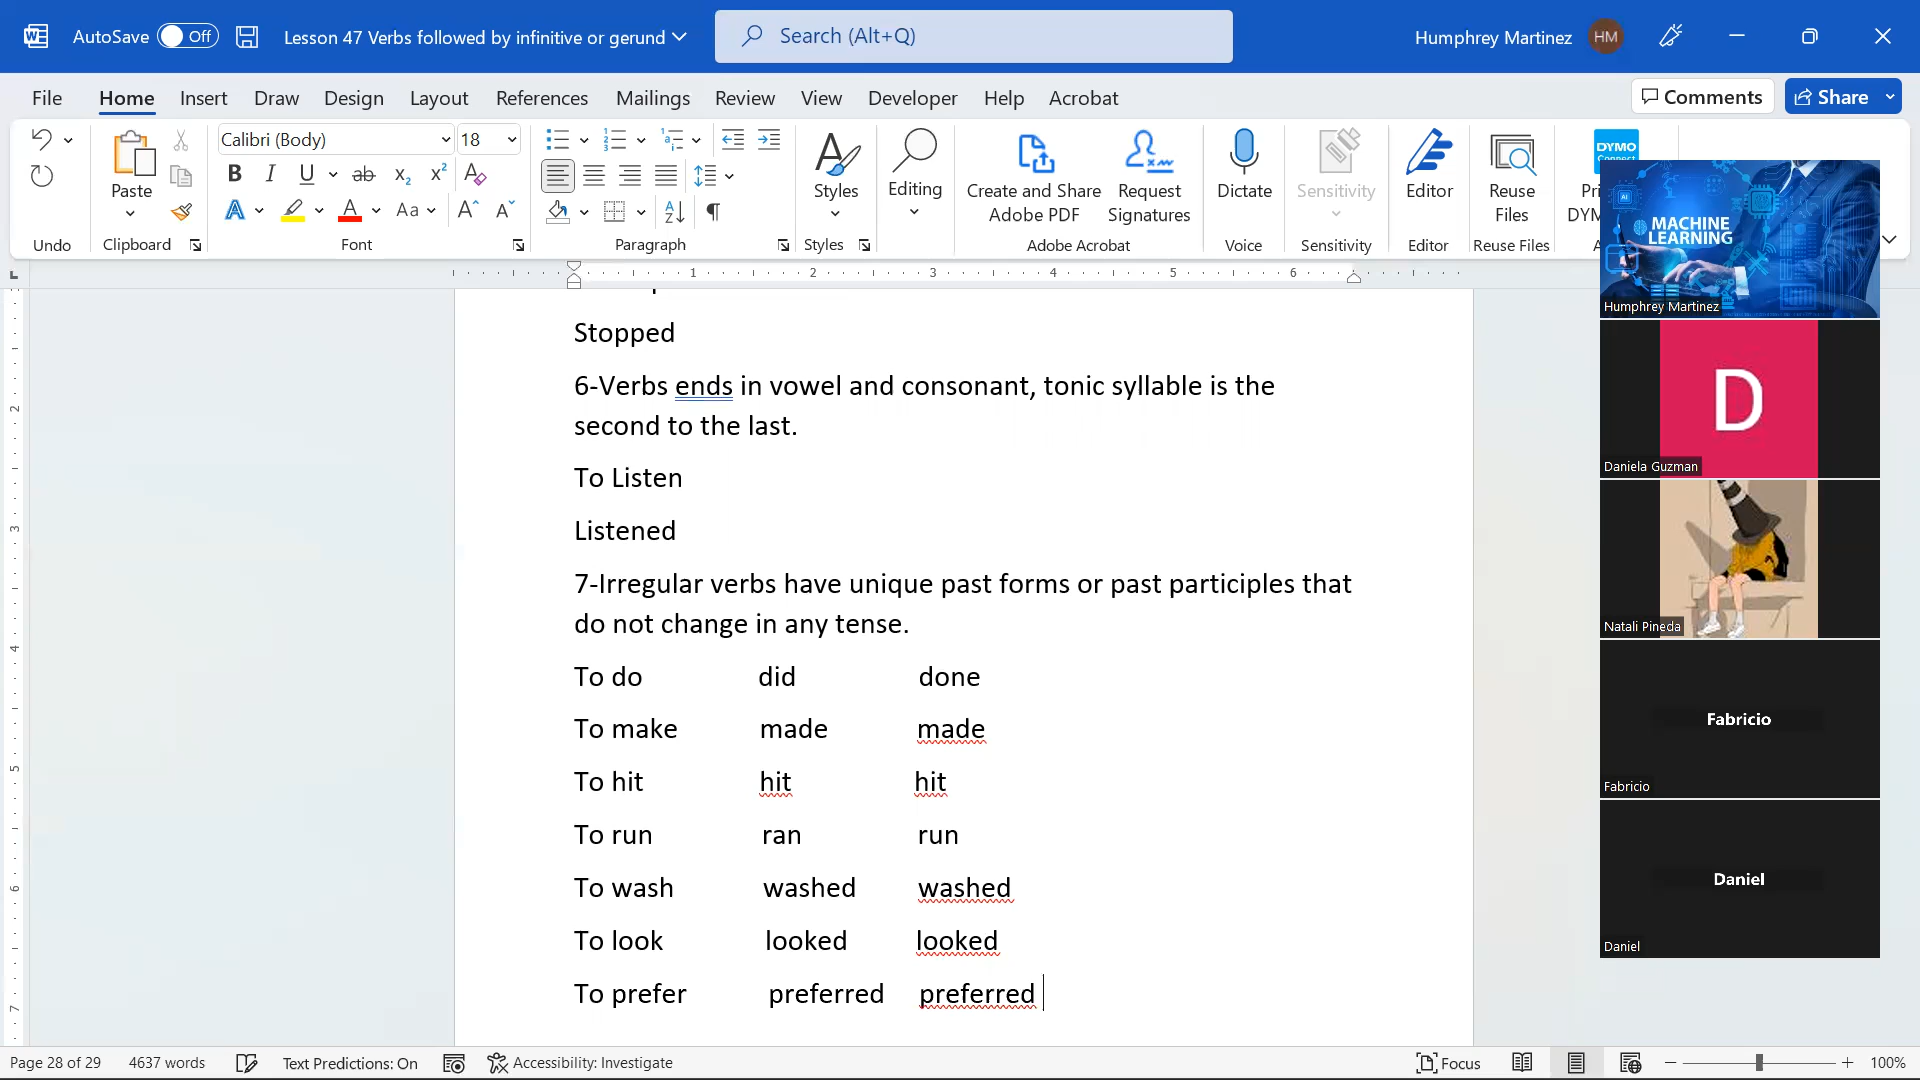 AutoSave Off Lesson 47 Verbs followed by infinitive or gerund Search (Alt+Q) Humphrey Martinez HM
File Home Insert Draw Design Layout References Mailings Review View Developer Help Acrobat Comments Share
Calibri (Body) 18
Paste Styles Editing Create and Share Adobe PDF Request Signatures Dictate Sensitivity Editor Reuse Files DYMO
Undo Clipboard Font Paragraph Styles Adobe Acrobat Voice Sensitivity Editor Reuse Files
1 2 3 4 5 6
Stopped
6-Verbs ends in vowel and consonant, tonic syllable is the
second to the last.
To Listen
Listened
7-Irregular verbs have unique past forms or past participles that
do not change in any tense.
To do did done
To make made made
To hit hit hit
To run ran run
To wash washed washed
To look looked looked
To prefer preferred preferred
MACHINE
LEARNING
Humphrey Martinez
D
Daniela Guzman
Natali Pineda
Fabricio
Fabricio
Daniel
Daniel
Page 28 of 29 4637 words Text Predictions: On Accessibility: Investigate Focus 100%